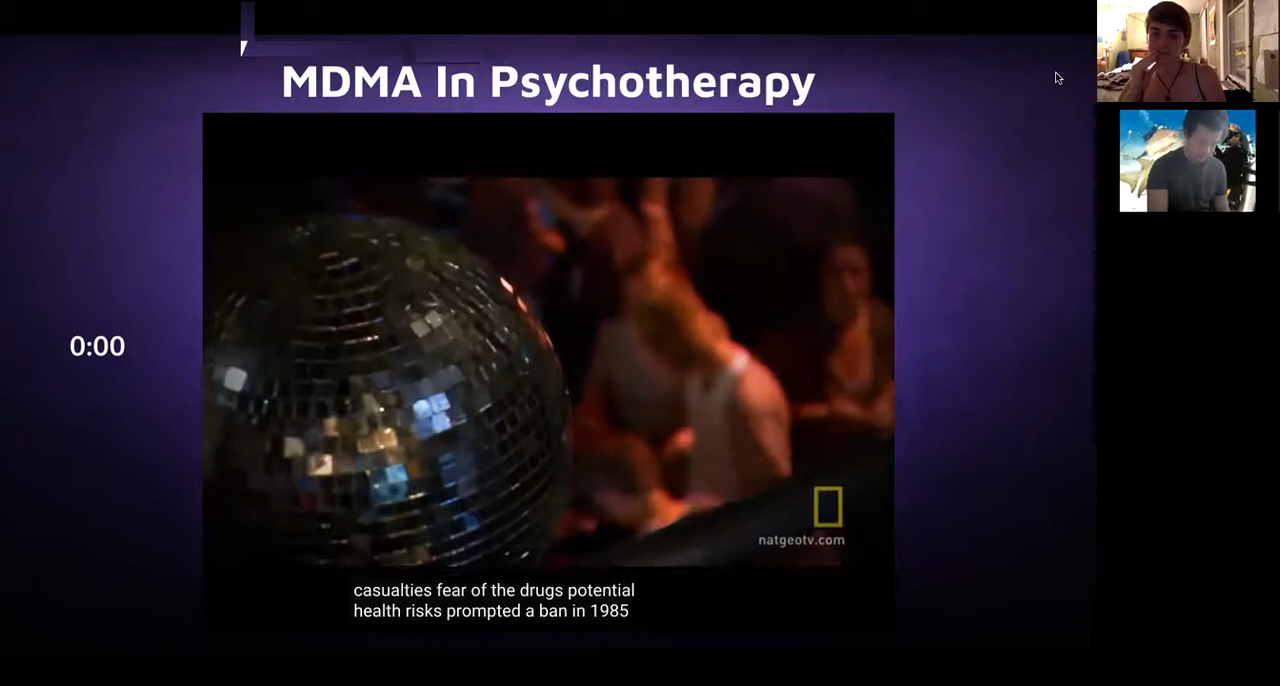 MDMA In Psychotherapy
0:00
natgeotv.com
casualties fear of the drugs potential
health risks prompted a ban in 1985